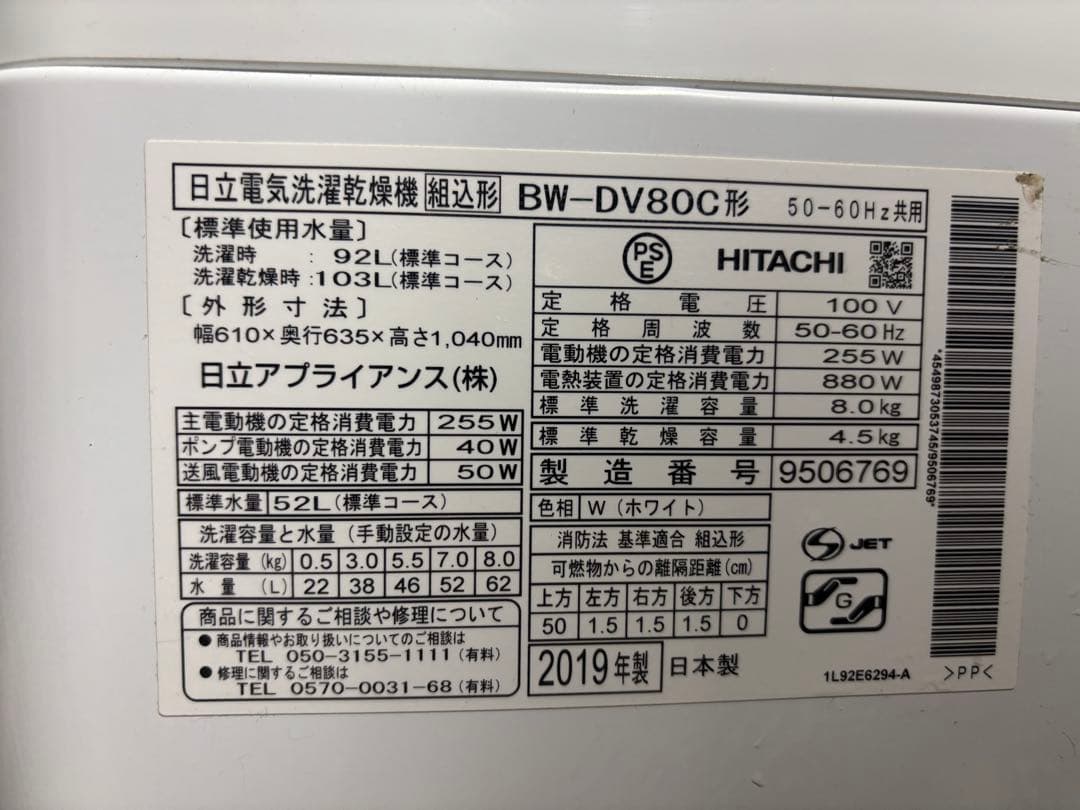 日立電気洗濯乾燥機 組込形 BW-DV80C形 50-60Hz共用
〔標準使用水量〕
洗濯時 : 92L(標準コース)
洗濯乾燥時 : 103L(標準コース)
〔外形寸法〕
幅610×奥行635×高さ1,040mm
日立アプライアンス(株)
主電動機の定格消費電力 255W
ポンプ電動機の定格消費電力 40W
送風電動機の定格消費電力 50W
標準水量 52L(標準コース)
洗濯容量と水量(手動設定の水量)
洗濯容量(kg) 0.5 3.0 5.5 7.0 8.0
水量(L) 22 38 46 52 62
商品に関するご相談や修理について
●商品情報やお取り扱いについてのご相談は
TEL 050-3155-1111(有料)
●修理に関するご相談は
TEL 0570-0031-68(有料)
PSE HITACHI
定格電圧 100V
定格周波数 50-60Hz
電動機の定格消費電力 255W
電熱装置の定格消費電力 880W
標準洗濯容量 8.0kg
標準乾燥容量 4.5kg
製造番号 9506769
色相 W(ホワイト)
消防法 基準適合 組込形
可燃物からの離隔距離(cm)
上方 左方 右方 後方 下方
50 1.5 1.5 1.5 0
2019年製 日本製
S JET
G
1L92E6294-A
>PP<
*4549873053745/9506769*